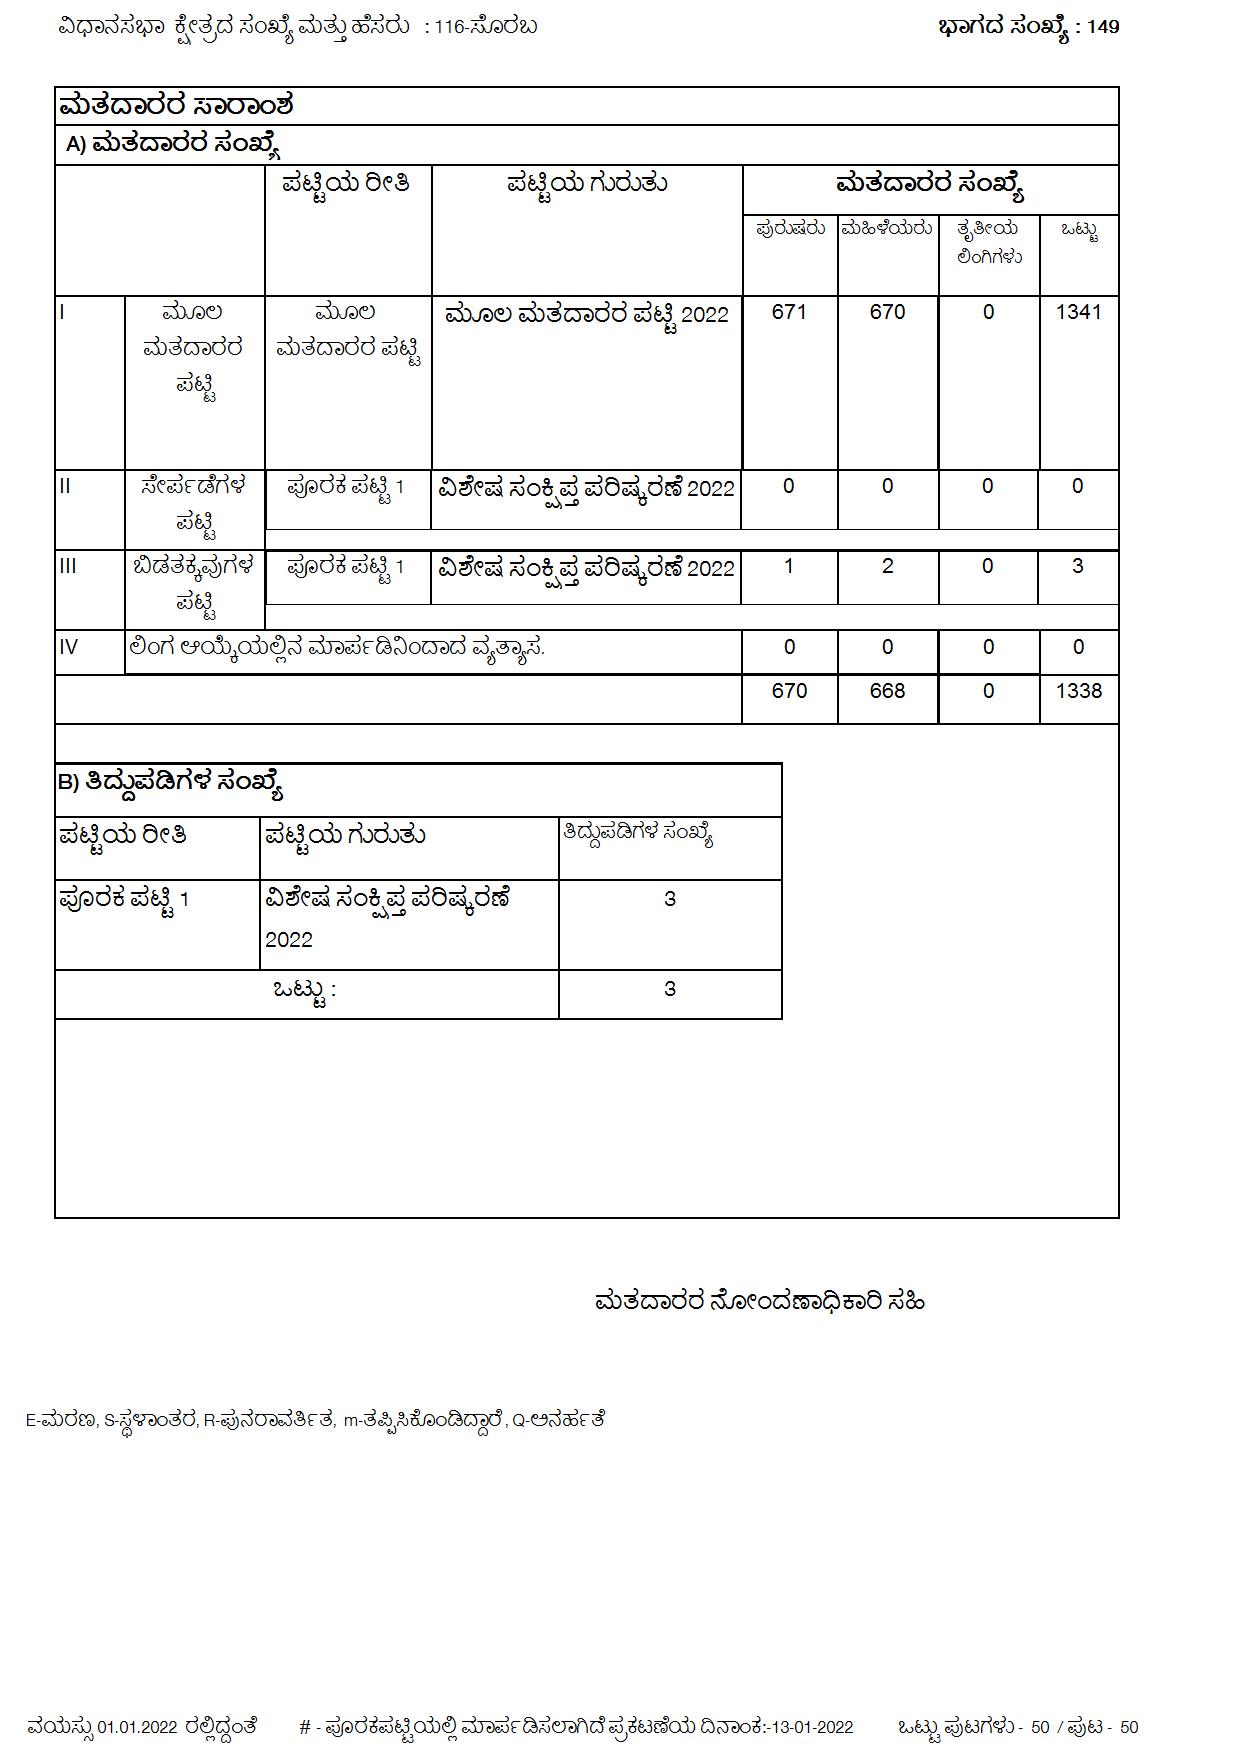 ವಿಧಾನಸಭಾ ಕ್ಷೇತ್ರದ ಸಂಖ್ಯೆ ಮತ್ತು ಹೆಸರು : 116-ಸೊರಬ ಭಾಗದ ಸಂಖ್ಯೆ : 149
ಮತದಾರರ ಸಾರಾಂಶ
A) ಮತದಾರರ ಸಂಖ್ಯೆ
ಪಟ್ಟಿಯ ರೀತಿ ಪಟ್ಟಿಯ ಗುರುತು ಮತದಾರರ ಸಂಖ್ಯೆ
ಪುರುಷರು ಮಹಿಳೆಯರು ತೃತೀಯ ಒಟ್ಟು
ಲಿಂಗಿಗಳು
I ಮೂಲ ಮೂಲ ಮೂಲ ಮತದಾರರ ಪಟ್ಟಿ 2022 671 670 0 1341
ಮತದಾರರ ಮತದಾರರ ಪಟ್ಟಿ
ಪಟ್ಟಿ
II ಸೇರ್ಪಡೆಗಳ ಪೂರಕ ಪಟ್ಟಿ 1 ವಿಶೇಷ ಸಂಕ್ಷಿಪ್ತ ಪರಿಷ್ಕರಣೆ 2022 0 0 0 0
ಪಟ್ಟಿ
III ಬಿಡತಕ್ಕವುಗಳ ಪೂರಕ ಪಟ್ಟಿ 1 ವಿಶೇಷ ಸಂಕ್ಷಿಪ್ತ ಪರಿಷ್ಕರಣೆ 2022 1 2 0 3
ಪಟ್ಟಿ
IV ಲಿಂಗ ಆಯ್ಕೆಯಲ್ಲಿನ ಮಾರ್ಪಡಿನಿಂದಾದ ವ್ಯತ್ಯಾಸ. 0 0 0 0
670 668 0 1338
B) ತಿದ್ದುಪಡಿಗಳ ಸಂಖ್ಯೆ
ಪಟ್ಟಿಯ ರೀತಿ ಪಟ್ಟಿಯ ಗುರುತು ತಿದ್ದುಪಡಿಗಳ ಸಂಖ್ಯೆ
ಪೂರಕ ಪಟ್ಟಿ 1 ವಿಶೇಷ ಸಂಕ್ಷಿಪ್ತ ಪರಿಷ್ಕರಣೆ 3
2022
ಒಟ್ಟು : 3
ಮತದಾರರ ನೋಂದಣಾಧಿಕಾರಿ ಸಹಿ
E-ಮರಣ, S-ಸ್ಥಳಾಂತರ, R-ಪುನರಾವರ್ತಿತ, m-ತಪ್ಪಿಸಿಕೊಂಡಿದ್ದಾರೆ, Q-ಅನರ್ಹತೆ
ವಯಸ್ಸು 01.01.2022 ರಲ್ಲಿದ್ದಂತೆ # - ಪೂರಕಪಟ್ಟಿಯಲ್ಲಿ ಮಾರ್ಪಡಿಸಲಾಗಿದೆ ಪ್ರಕಟಣೆಯ ದಿನಾಂಕ:-13-01-2022 ಒಟ್ಟು ಪುಟಗಳು - 50 / ಪುಟ - 50